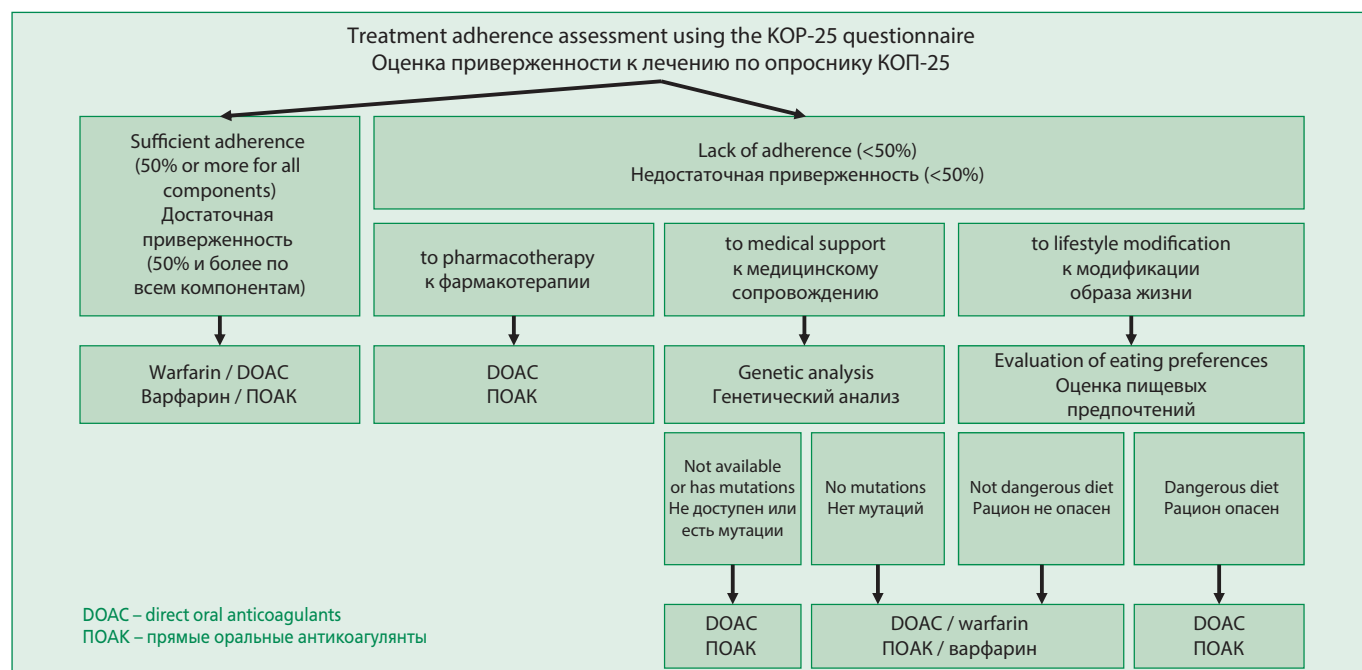 Treatment adherence assessment using the KOP-25 questionnaire
Оценка приверженности к лечению по опроснику КОП-25
Sufficient adherence
(50% or more for all
components)
Достаточная
приверженность
(50% и более по
всем компонентам)
Lack of adherence (<50%)
Недостаточная приверженность (<50%)
to pharmacotherapy
к фармакотерапии
to medical support
к медицинскому
сопровождению
to lifestyle modification
к модификации
образа жизни
Warfarin / DOAC
Варфарин / ПОАК
DOAC
ПОАК
Genetic analysis
Генетический анализ
Evaluation of eating preferences
Оценка пищевых
предпочтений
Not available
or has mutations
Не доступен или
есть мутации
No mutations
Нет мутаций
Not dangerous diet
Рацион не опасен
Dangerous diet
Рацион опасен
DOAC
ПОАК
DOAC / warfarin
ПОАК / варфарин
DOAC
ПОАК
DOAC – direct oral anticoagulants
ПОАК – прямые оральные антикоагулянты